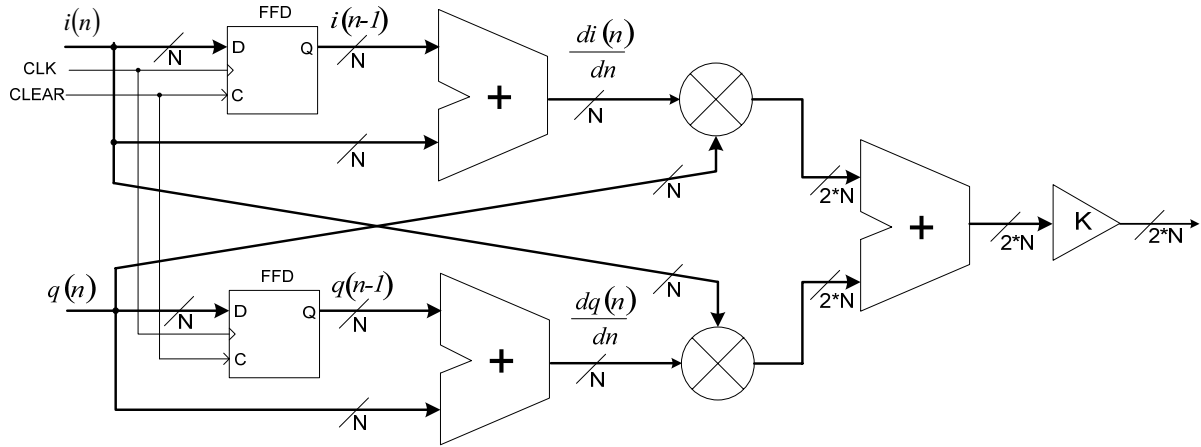 i(n)
FFD
i(n-1)
D
Q
N
N
CLK
CLEAR
C
+
di(n)
dn
N
N
N
2*N
+
2*N
K
2*N
2*N
N
q(n)
FFD
q(n-1)
D
Q
N
N
C
+
dq(n)
dn
N
N